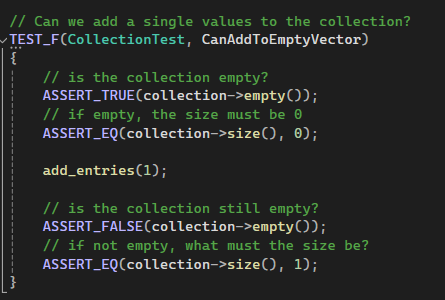 // Can we add a single values to the collection?
TEST_F(CollectionTest, CanAddToEmptyVector)
{
// is the collection empty?
ASSERT_TRUE(collection->empty());
// if empty, the size must be 0
ASSERT_EQ(collection->size(), 0);
add_entries(1);
// is the collection still empty?
ASSERT_FALSE(collection->empty());
// if not empty, what must the size be?
ASSERT_EQ(collection->size(), 1);
}